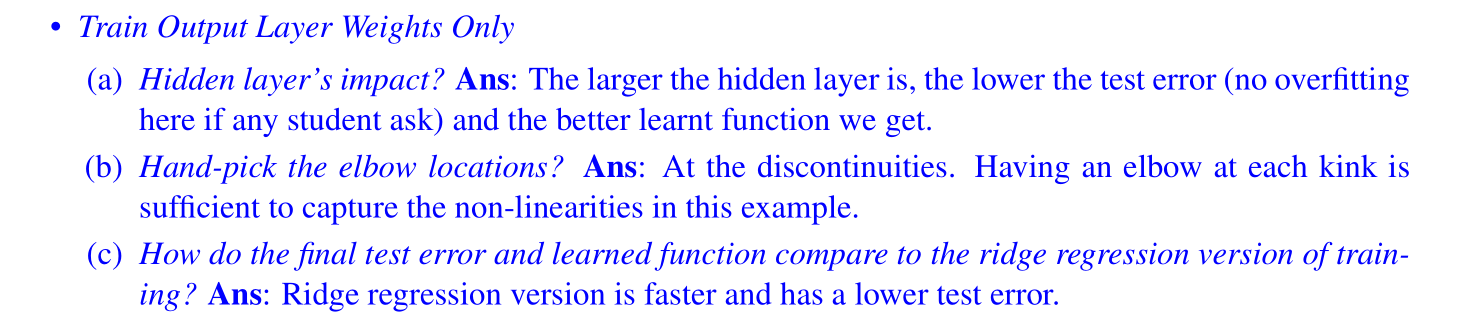 • Train Output Layer Weights Only
(a) Hidden layer's impact? Ans: The larger the hidden layer is, the lower the test error (no overfitting
here if any student ask) and the better learnt function we get.
(b) Hand-pick the elbow locations? Ans: At the discontinuities. Having an elbow at each kink is
sufficient to capture the non-linearities in this example.
(c) How do the final test error and learned function compare to the ridge regression version of train-
ing? Ans: Ridge regression version is faster and has a lower test error.